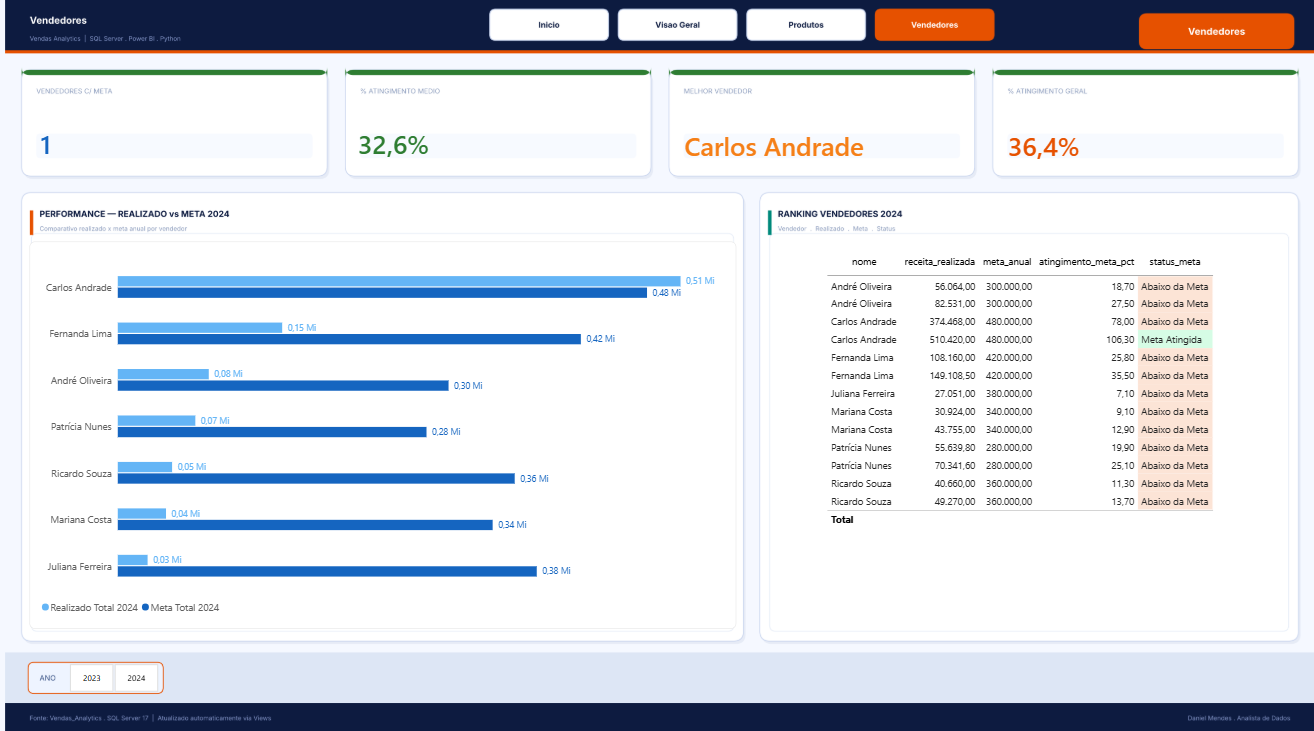 Vendedores
Vendas Analytics | SQL Server . Power BI . Python
Inicio
Visao Geral
Produtos
Vendedores
Vendedores
VENDEDORES C/ META
1
% ATINGIMENTO MEDIO
32,6%
MELHOR VENDEDOR
Carlos Andrade
% ATINGIMENTO GERAL
36,4%
PERFORMANCE — REALIZADO vs META 2024
Comparativo realizado x meta anual por vendedor
Carlos Andrade 0,51 Mi
0,48 Mi
Fernanda Lima 0,15 Mi
0,42 Mi
André Oliveira 0,08 Mi
0,30 Mi
Patrícia Nunes 0,07 Mi
0,28 Mi
Ricardo Souza 0,05 Mi
0,36 Mi
Mariana Costa 0,04 Mi
0,34 Mi
Juliana Ferreira 0,03 Mi
0,38 Mi
Realizado Total 2024 Meta Total 2024
RANKING VENDEDORES 2024
Vendedor . Realizado . Meta . Status
nome receita_realizada meta_anual atingimento_meta_pct status_meta
André Oliveira 56.064,00 300.000,00 18,70 Abaixo da Meta
André Oliveira 82.531,00 300.000,00 27,50 Abaixo da Meta
Carlos Andrade 374.468,00 480.000,00 78,00 Abaixo da Meta
Carlos Andrade 510.420,00 480.000,00 106,30 Meta Atingida
Fernanda Lima 108.160,00 420.000,00 25,80 Abaixo da Meta
Fernanda Lima 149.108,50 420.000,00 35,50 Abaixo da Meta
Juliana Ferreira 27.051,00 380.000,00 7,10 Abaixo da Meta
Mariana Costa 30.924,00 340.000,00 9,10 Abaixo da Meta
Mariana Costa 43.755,00 340.000,00 12,90 Abaixo da Meta
Patrícia Nunes 55.639,80 280.000,00 19,90 Abaixo da Meta
Patrícia Nunes 70.341,60 280.000,00 25,10 Abaixo da Meta
Ricardo Souza 40.660,00 360.000,00 11,30 Abaixo da Meta
Ricardo Souza 49.270,00 360.000,00 13,70 Abaixo da Meta
Total
ANO 2023 2024
Fonte: Vendas_Analytics . SQL Server 17 | Atualizado automaticamente via Views
Daniel Mendes . Analista de Dados